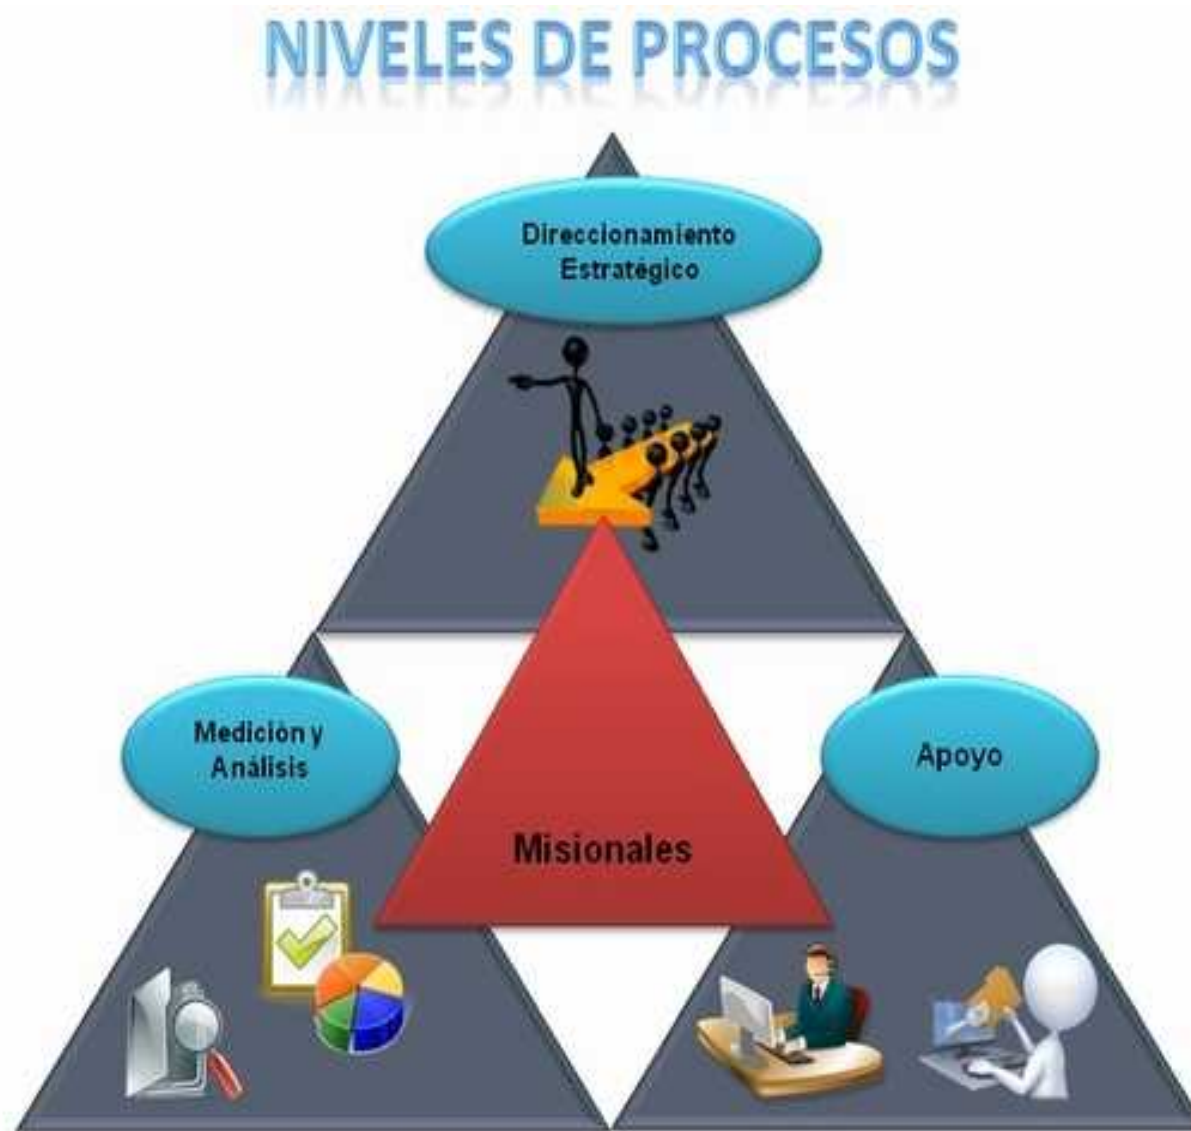 NIVELES DE PROCESOS
Direccionamiento
Estratégico
Medición y
Análisis
Apoyo
Misionales